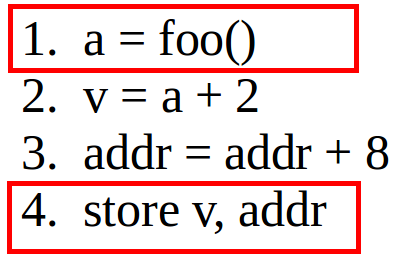 1. a = foo()
2. v = a + 2
3. addr = addr + 8
4. store v, addr